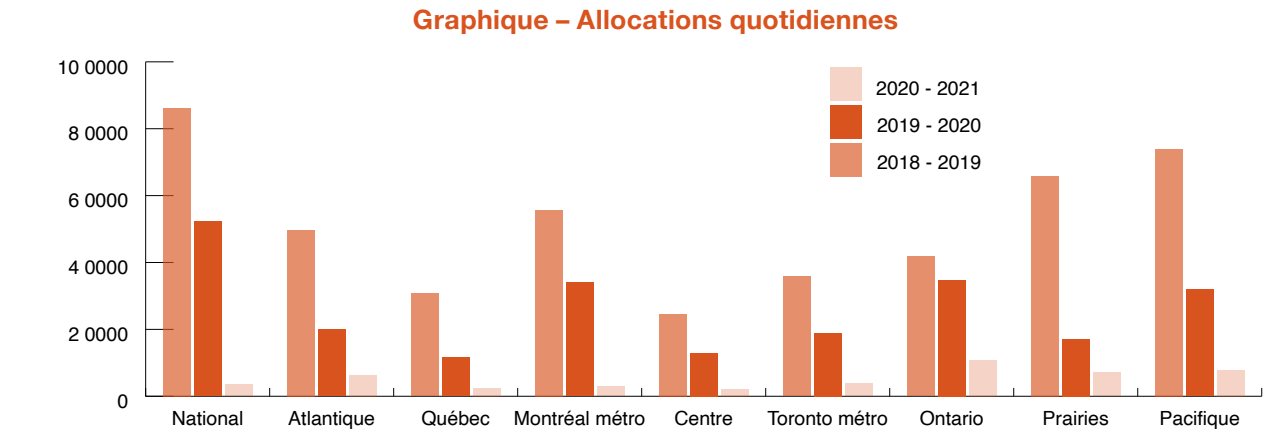 Graphique – Allocations quotidiennes
10 0000
8 0000
6 0000
4 0000
2 0000
0
2020 - 2021
2019 - 2020
2018 - 2019
National Atlantique Québec Montréal métro Centre Toronto métro Ontario Prairies Pacifique